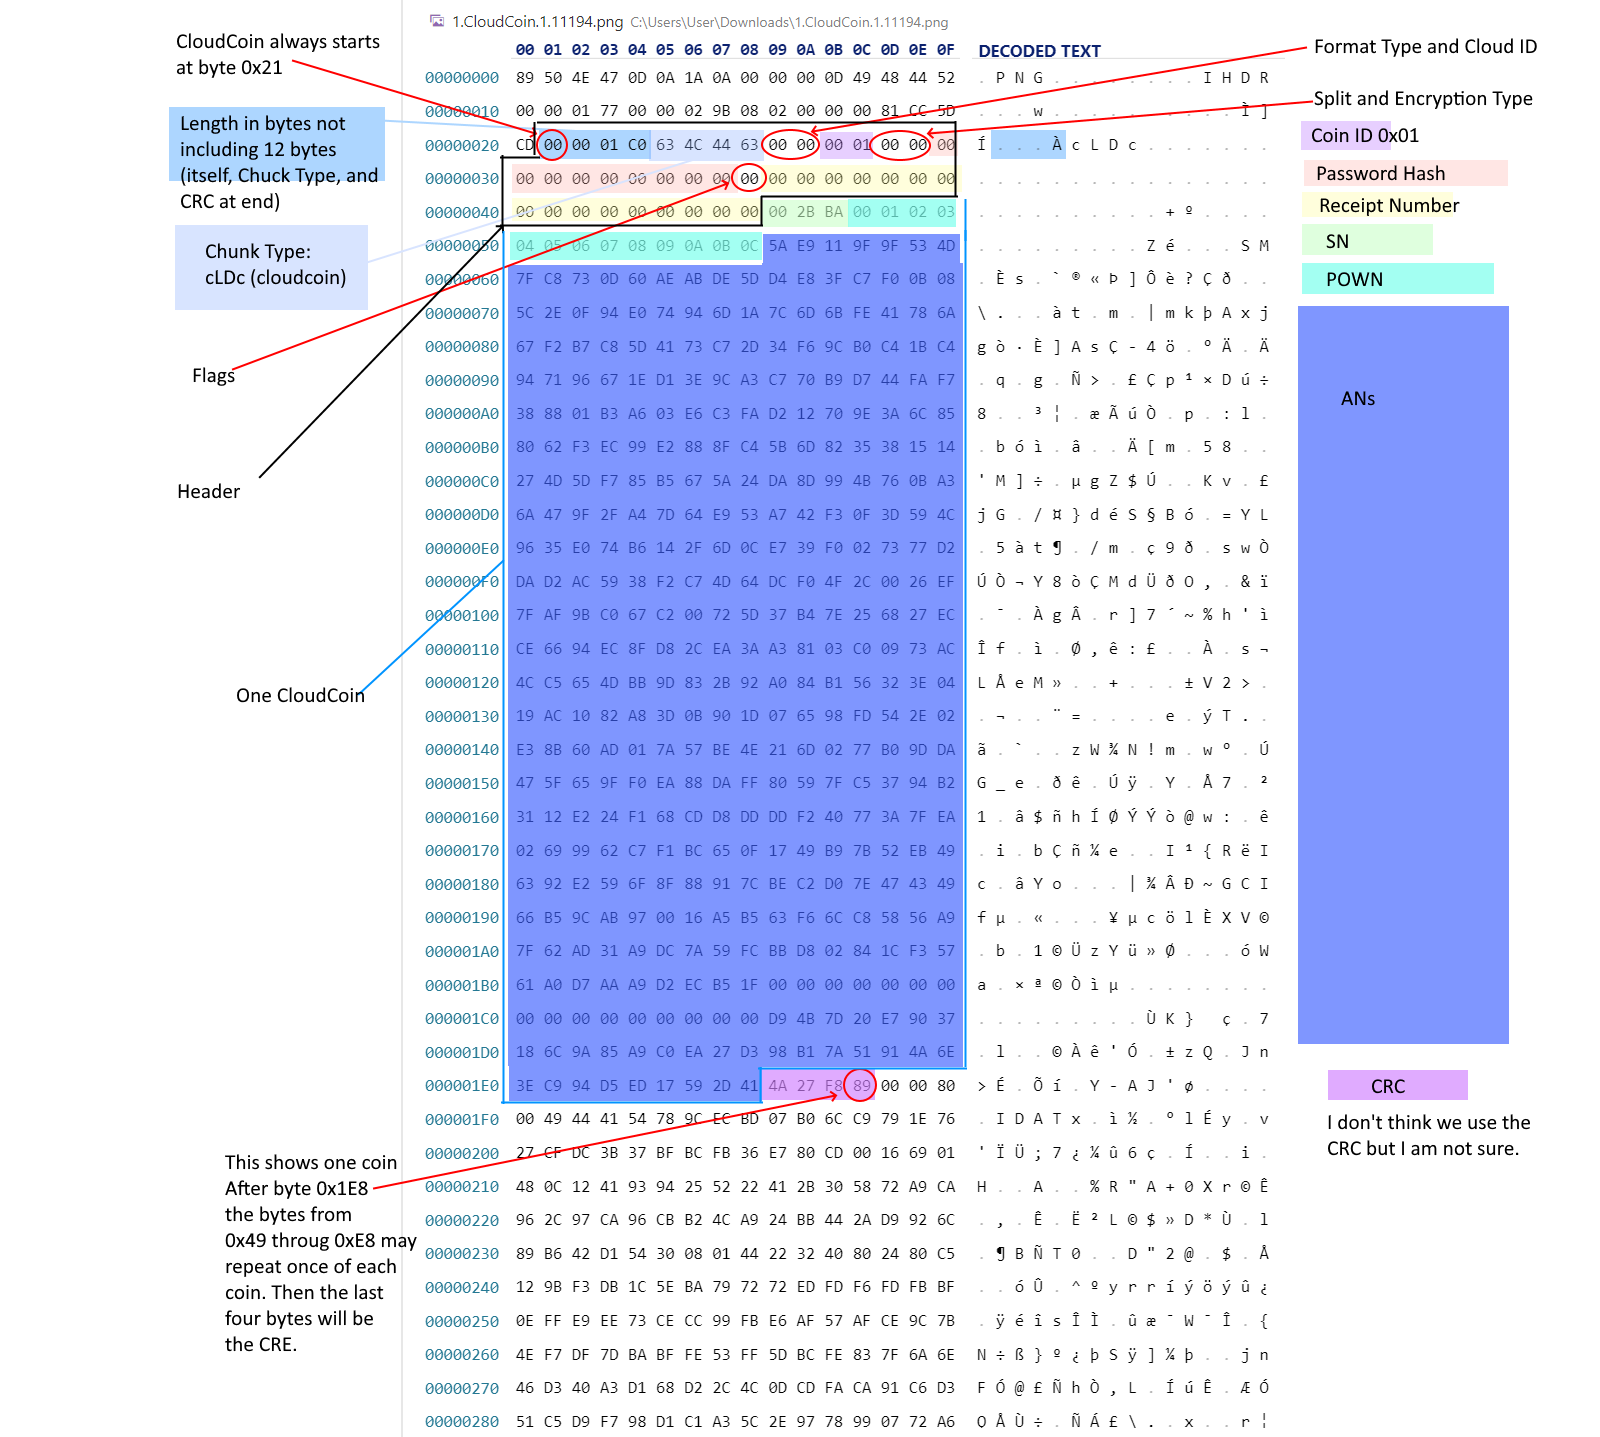 1.CloudCoin.1.11194.png C:\Users\User\Downloads\1.CloudCoin.1.11194.png
CloudCoin always starts
at byte 0x21
Length in bytes not
including 12 bytes
(itself, Chuck Type, and
CRC at end)
Chunk Type:
cLDc (cloudcoin)
Flags
Header
One CloudCoin
This shows one coin
After byte 0x1E8
the bytes from
0x49 throug 0xE8 may
repeat once of each
coin. Then the last
four bytes will be
the CRE.
00 01 02 03 04 05 06 07 08 09 0A 0B 0C 0D 0E 0F DECODED TEXT
00000000 89 50 4E 47 0D 0A 1A 0A 00 00 00 0D 49 48 44 52 . P N G . . . . . . . . I H D R
00000010 00 00 01 77 00 00 02 9B 08 02 00 00 00 81 CC 5D . . . w . . . . . . . . . . Ì ]
00000020 CD 00 00 01 C0 63 4C 44 63 00 00 00 01 00 00 00 Í . . . À c L D c . . . . . . .
00000030 00 00 00 00 00 00 00 00 00 00 00 00 00 00 00 00 . . . . . . . . . . . . . . . .
00000040 00 00 00 00 00 00 00 00 00 00 2B BA 00 01 02 03 . . . . . . . . . . + º . . . .
00000050 04 05 06 07 08 09 0A 0B 0C 5A E9 11 9F 9F 53 4D . . . . . . . . . Z é . . . S M
00000060 7F C8 73 0D 60 AE AB DE 5D D4 E8 3F C7 F0 0B 08 . È s . ` ® « Þ ] Ô è ? Ç ð . .
00000070 5C 2E 0F 94 E0 74 94 6D 1A 7C 6D 6B FE 41 78 6A \ . . . à t . m . | m k þ A x j
00000080 67 F2 B7 C8 5D 41 73 C7 2D 34 F6 9C B0 C4 1B C4 g ò · È ] A s Ç - 4 ö . ° Ä . Ä
00000090 94 71 96 67 1E D1 3E 9C A3 C7 70 B9 D7 44 FA F7 . q . g . Ñ > . £ Ç p ¹ × D ú ÷
000000A0 38 88 01 B3 A6 03 E6 C3 FA D2 12 70 9E 3A 6C 85 8 . . ³ ¦ . æ Ã ú Ò . p . : l .
000000B0 80 62 F3 EC 99 E2 88 8F C4 5B 6D 82 35 38 15 14 . b ó ì . â . . Ä [ m . 5 8 . .
000000C0 27 4D 5D F7 85 B5 67 5A 24 DA 8D 99 4B 76 0B A3 ' M ] ÷ . µ g Z $ Ú . . K v . £
000000D0 6A 47 9F 2F A4 7D 64 E9 53 A7 42 F3 0F 3D 59 4C j G . / ¤ } d é S § B ó . = Y L
000000E0 96 35 E0 74 B6 14 2F 6D 0C E7 39 F0 02 73 77 D2 . 5 à t ¶ . / m . ç 9 ð . s w Ò
000000F0 DA D2 AC 59 38 F2 C7 4D 64 DC F0 4F 2C 00 26 EF Ú Ò ¬ Y 8 ò Ç M d Ü ð O , . & ï
00000100 7F AF 9B C0 67 C2 00 72 5D 37 B4 7E 25 68 27 EC . ¯ . À g Â . r ] 7 ´ ~ % h ' ì
00000110 CE 66 94 EC 8F D8 2C EA 3A A3 81 03 C0 09 73 AC Î f . ì . Ø , ê : £ . . À . s ¬
00000120 4C C5 65 4D BB 9D 83 2B 92 A0 84 B1 56 32 3E 04 L Å e M » . . + . . . ± V 2 > .
00000130 19 AC 10 82 A8 3D 0B 90 1D 07 65 98 FD 54 2E 02 . ¬ . . ¨ = . . . . e . ý T . .
00000140 E3 8B 60 AD 01 7A 57 BE 4E 21 6D 02 77 B0 9D DA ã . ` . . z W ¾ N ! m . w ° . Ú
00000150 47 5F 65 9F F0 EA 88 DA FF 80 59 7F C5 37 94 B2 G _ e . ð ê . Ú ÿ . Y . Å 7 . ²
00000160 31 12 E2 24 F1 68 CD D8 DD DD F2 40 77 3A 7F EA 1 . â $ ñ h Í Ø Ý Ý ò @ w : . ê
00000170 02 69 99 62 C7 F1 BC 65 0F 17 49 B9 7B 52 EB 49 . i . b Ç ñ ¼ e . . I ¹ { R ë I
00000180 63 92 E2 59 6F 8F 88 91 7C BE C2 D0 7E 47 43 49 c . â Y o . . . | ¾ Â Ð ~ G C I
00000190 66 B5 9C AB 97 00 16 A5 B5 63 F6 6C C8 58 56 A9 f µ . « . . . ¥ µ c ö l È X V ©
000001A0 7F 62 AD 31 A9 DC 7A 59 FC BB D8 02 84 1C F3 57 . b . 1 © Ü z Y ü » Ø . . . ó W
000001B0 61 A0 D7 AA A9 D2 EC B5 1F 00 00 00 00 00 00 00 a . × ª © Ò ì µ . . . . . . . .
000001C0 00 00 00 00 00 00 00 00 00 D9 4B 7D 20 E7 90 37 . . . . . . . . . Ù K } ç . 7
000001D0 18 6C 9A 85 A9 C0 EA 27 D3 98 B1 7A 51 91 4A 6E . l . . © À ê ' Ó . ± z Q . J n
000001E0 3E C9 94 D5 ED 17 59 2D 41 4A 27 F8 89 00 00 80 > É . Õ í . Y - A J ' ø . . . .
000001F0 00 49 44 41 54 78 9C EC BD 07 B0 6C C9 79 1E 76 . I D A T x . ì ½ . ° l É y . v
00000200 27 CF DC 3B 37 BF BC FB 36 E7 80 CD 00 16 69 01 ' Ï Ü ; 7 ¿ ¼ û 6 ç . Í . . i .
00000210 48 0C 12 41 93 94 25 52 22 41 2B 30 58 72 A9 CA H . . A . . % R " A + 0 X r © Ê
00000220 96 2C 97 CA 96 CB B2 4C A9 24 BB 44 2A D9 92 6C . , . Ê . Ë ² L © $ » D * Ù . l
00000230 89 B6 42 D1 54 30 08 01 44 22 32 40 80 24 80 C5 . ¶ B Ñ T 0 . . D " 2 @ . $ . Å
00000240 12 9B F3 DB 1C 5E BA 79 72 72 ED FD F6 FD FB BF . . ó Û . ^ º y r r í ý ö ý û ¿
00000250 0E FF E9 EE 73 CE CC 99 FB E6 AF 57 AF CE 9C 7B . ÿ é î s Î Ì . û æ ¯ W ¯ Î . {
00000260 4E F7 DF 7D BA BF FE 53 FF 5D BC FE 83 7F 6A 6E N ÷ ß } º ¿ þ S ÿ ] ¼ þ . . j n
00000270 46 D3 40 A3 D1 68 D2 2C 4C 0D CD FA CA 91 C6 D3 F Ó @ £ Ñ h Ò , L . Í ú Ê . Æ Ó
00000280 51 C5 D9 F7 98 D1 C1 A3 5C 2E 97 78 99 07 72 A6 Q Å Ù ÷ . Ñ Á £ \ . . x . . r ¦
Format Type and Cloud ID
Split and Encryption Type
Coin ID 0x01
Password Hash
Receipt Number
SN
POWN
ANs
CRC
I don't think we use the
CRC but I am not sure.